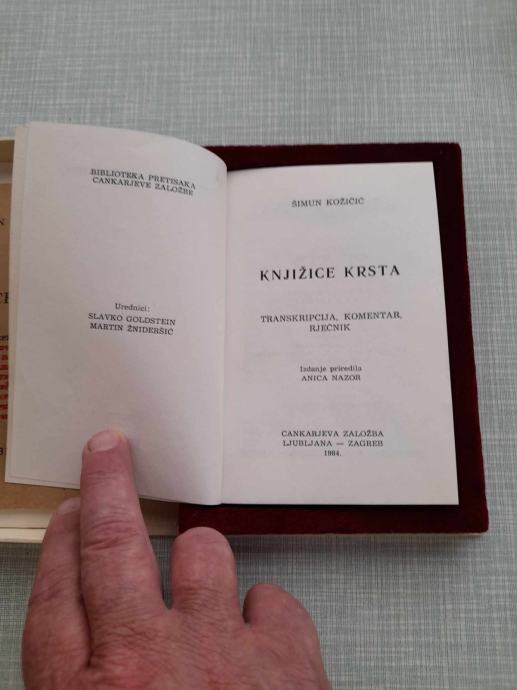 BIBLIOTEKA PRETISAKA
CANKARJEVE ZALOŽBE
Urednici:
SLAVKO GOLDSTEIN
MARTIN ŽNIDERŠIĆ
ŠIMUN KOŽIČIĆ
KNJIŽICE KRSTA
TRANSKRIPCIJA, KOMENTAR,
RJEČNIK
Izdanje priredila
ANICA NAZOR
CANKARJEVA ZALOŽBA
LJUBLJANA — ZAGREB
1984.